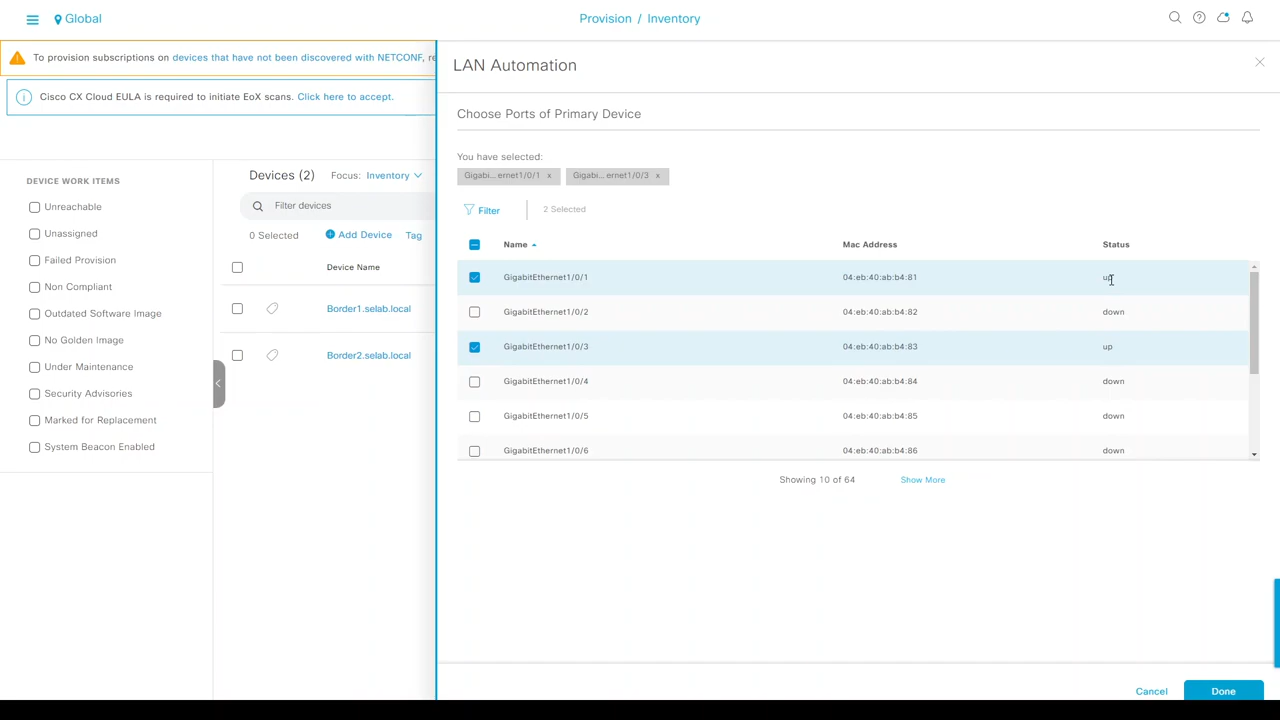 Global
Provision / Inventory
To provision subscriptions on devices that have not been discovered with NETCONF, re
Cisco CX Cloud EULA is required to initiate EoX scans. Click here to accept.
DEVICE WORK ITEMS
Unreachable
Unassigned
Failed Provision
Non Compliant
Outdated Software Image
No Golden Image
Under Maintenance
Security Advisories
Marked for Replacement
System Beacon Enabled
Devices (2) Focus: Inventory
Filter devices
0 Selected Add Device Tag
Device Name
Border1.selab.local
Border2.selab.local
LAN Automation
Choose Ports of Primary Device
You have selected:
Gigabi... ernet1/0/1 x Gigabi... ernet1/0/3 x
Filter 2 Selected
Name Mac Address Status
GigabitEthernet1/0/1 04:eb:40:ab:b4:81 up
GigabitEthernet1/0/2 04:eb:40:ab:b4:82 down
GigabitEthernet1/0/3 04:eb:40:ab:b4:83 up
GigabitEthernet1/0/4 04:eb:40:ab:b4:84 down
GigabitEthernet1/0/5 04:eb:40:ab:b4:85 down
GigabitEthernet1/0/6 04:eb:40:ab:b4:86 down
Showing 10 of 64 Show More
Cancel Done